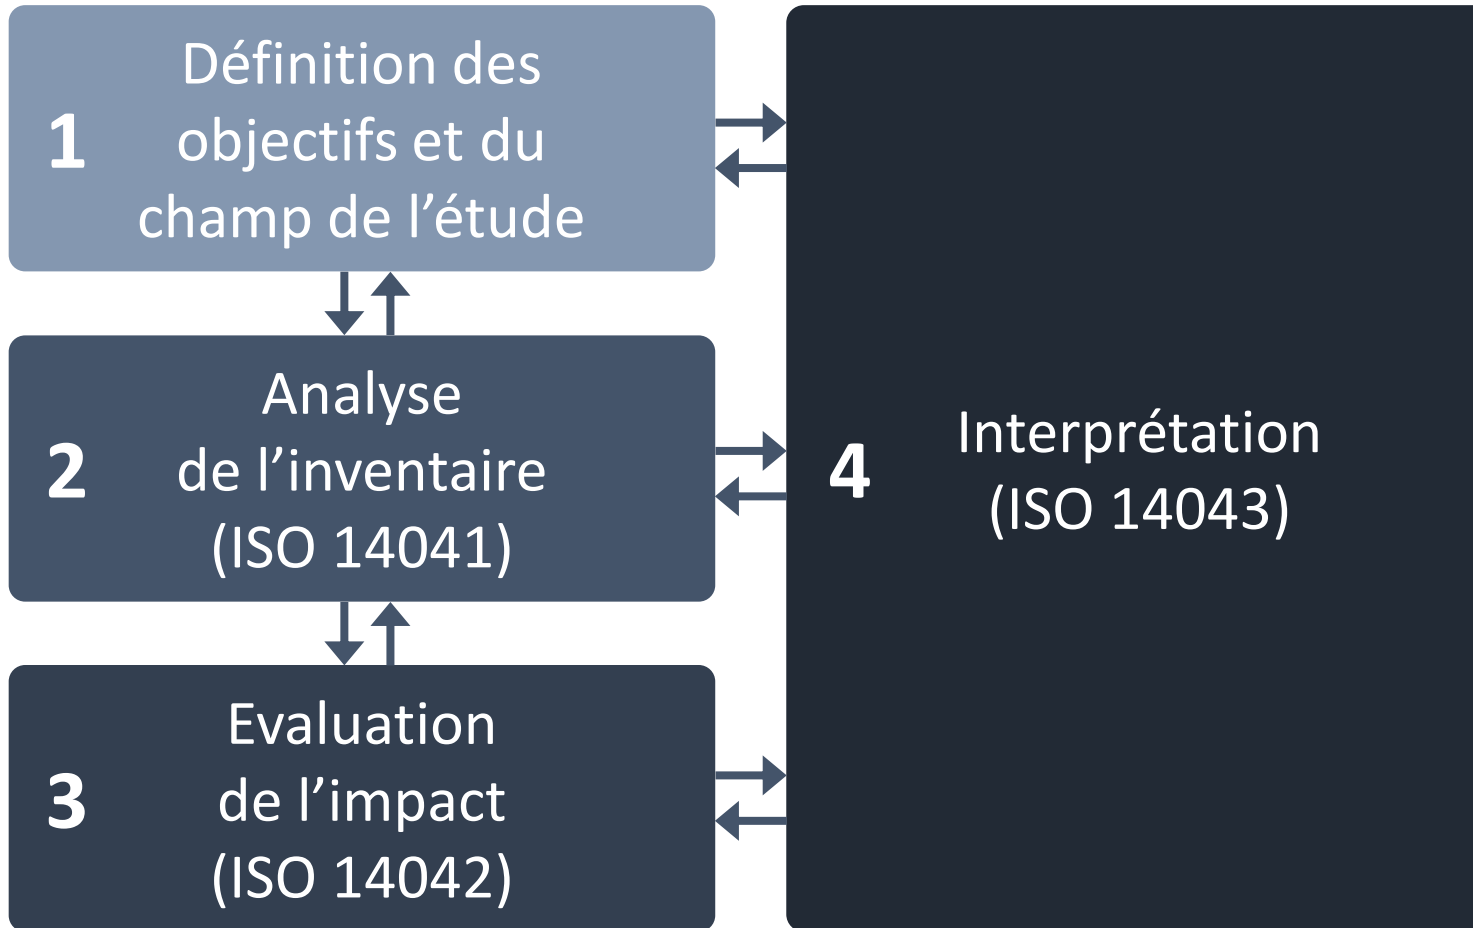 1
Définition des
objectifs et du
champ de l’étude
2
Analyse
de l’inventaire
(ISO 14041)
3
Evaluation
de l’impact
(ISO 14042)
4
Interprétation
(ISO 14043)